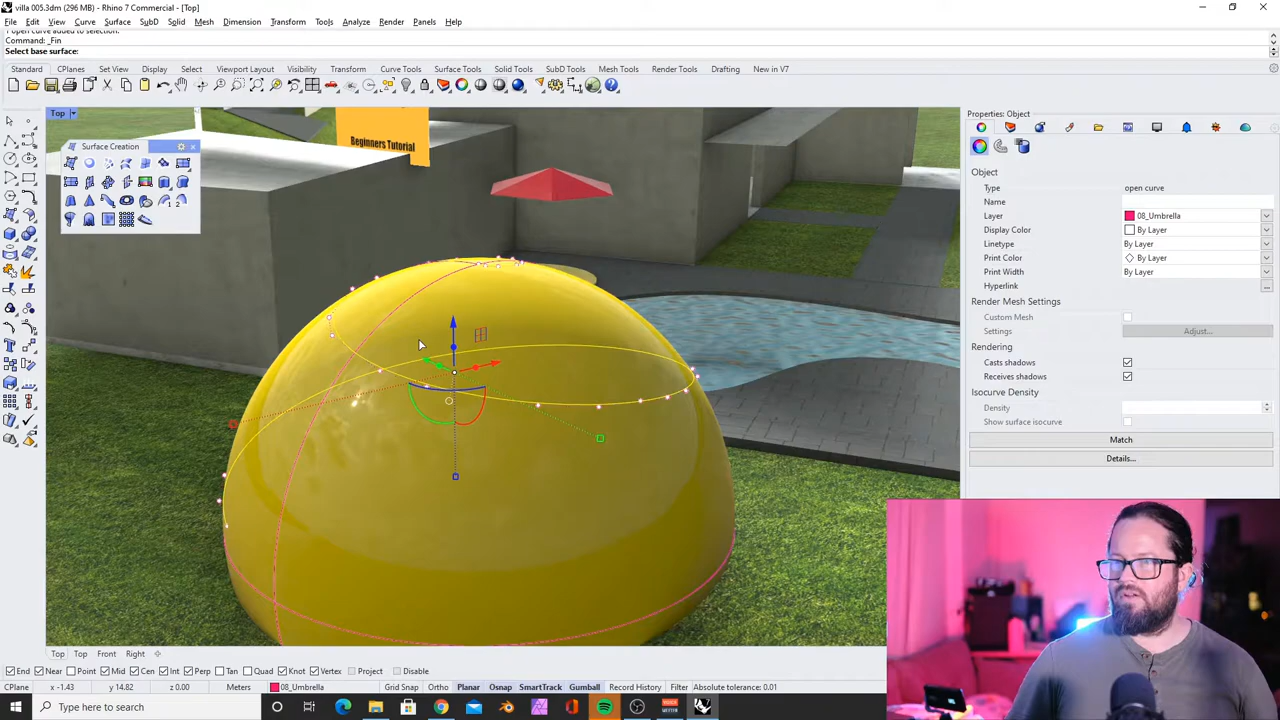 villa 005.3dm (296 MB) - Rhino 7 Commercial - [Top]
File Edit View Curve Surface SubD Solid Mesh Dimension Transform Tools Analyze Render Panels Help
1 open curve added to selection.
Command: _Fin
Select base surface:
Standard CPlanes Set View Display Select Viewport Layout Visibility Transform Curve Tools Surface Tools Solid Tools SubD Tools Mesh Tools Render Tools Drafting New in V7
Top
Surface Creation
Beginners Tutorial
Properties: Object
Object
Type open curve
Name
Layer 08_Umbrella
Display Color By Layer
Linetype By Layer
Print Color By Layer
Print Width By Layer
Hyperlink ...
Render Mesh Settings
Custom Mesh
Settings Adjust...
Rendering
Casts shadows
Receives shadows
Isocurve Density
Density
Show surface isocurve
Match
Details...
Top Top Front Right
End Near Point Mid Cen Int Perp Tan Quad Knot Vertex Project Disable
CPlane x -1.43 y 14.82 z 0.00 Meters 08_Umbrella Grid Snap Ortho Planar Osnap SmartTrack Gumball Record History Filter Absolute tolerance: 0.01
Type here to search